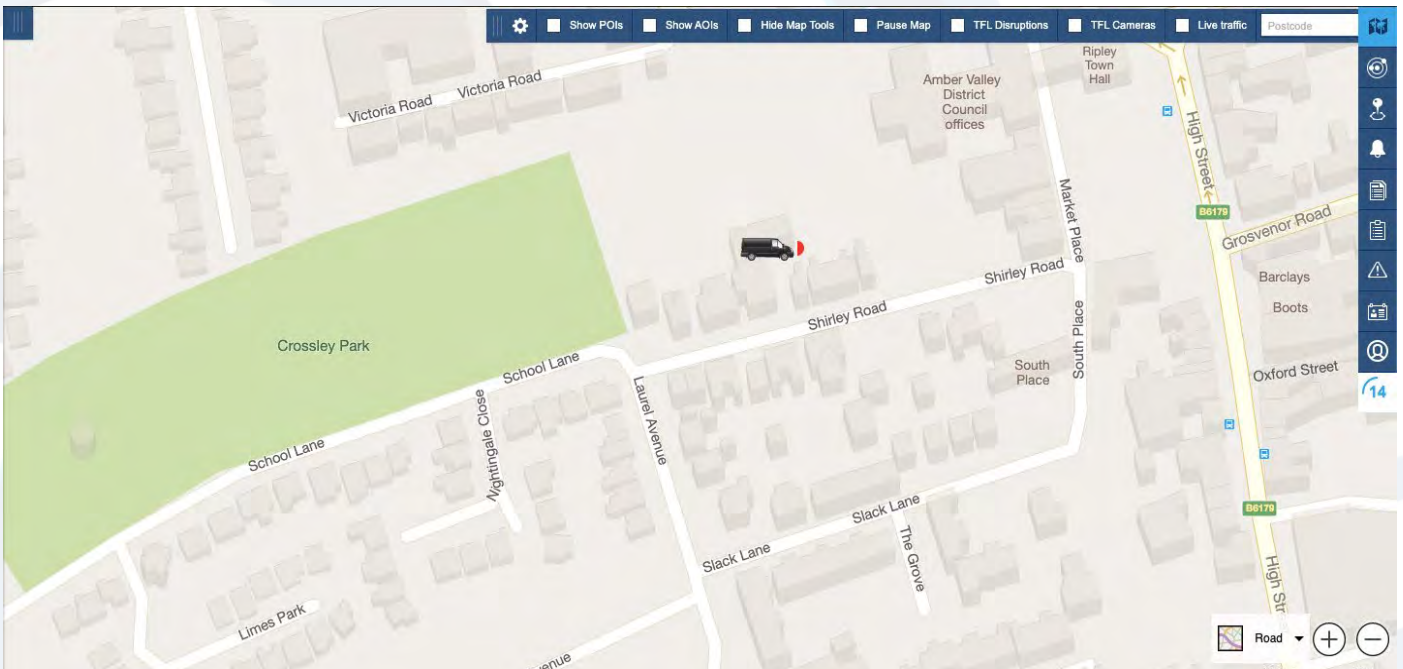 Show POIs
Show AOIs
Hide Map Tools
Pause Map
TFL Disruptions
TFL Cameras
Live traffic
Postcode
Ripley
Town
Hall
Amber Valley
District
Council
offices
Victoria Road
Victoria Road
High Street
Market Place
B6179
Grosvenor Road
Shirley Road
Shirley Road
Barclays
Boots
Crossley Park
School Lane
South Place
South
Place
Oxford Street
14
Laurel Avenue
Nightingale Close
School Lane
Slack Lane
B6179
Slack Lane
The Grove
High Str
Limes Park
enue
Road